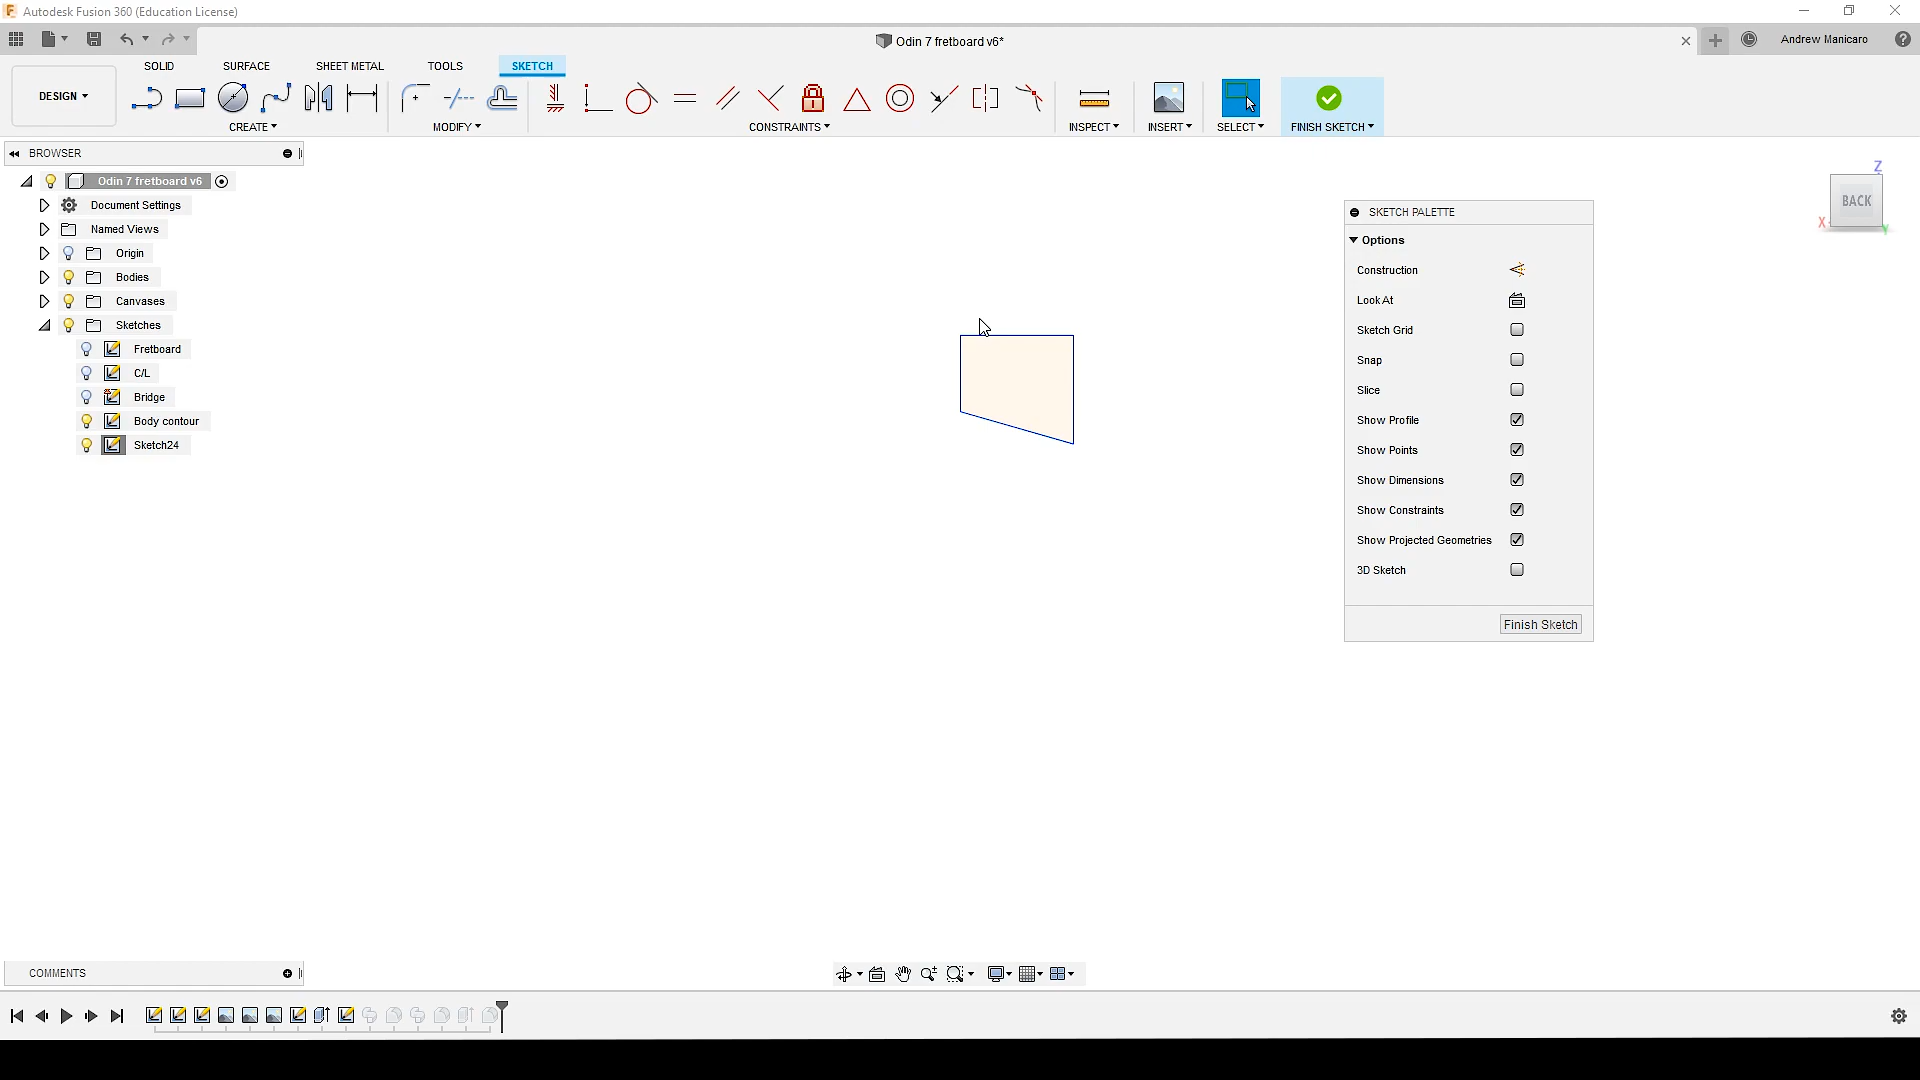 Autodesk Fusion 360 (Education License)
Odin 7 fretboard v6*
Andrew Manicaro
SOLID SURFACE SHEET METAL TOOLS SKETCH
DESIGN
CREATE MODIFY CONSTRAINTS INSPECT INSERT SELECT FINISH SKETCH
BROWSER
Odin 7 fretboard v6
Document Settings
Named Views
Origin
Bodies
Canvases
Sketches
Fretboard
C/L
Bridge
Body contour
Sketch24
Z
BACK
X
Y
SKETCH PALETTE
Options
Construction
Look At
Sketch Grid
Snap
Slice
Show Profile
Show Points
Show Dimensions
Show Constraints
Show Projected Geometries
3D Sketch
Finish Sketch
COMMENTS